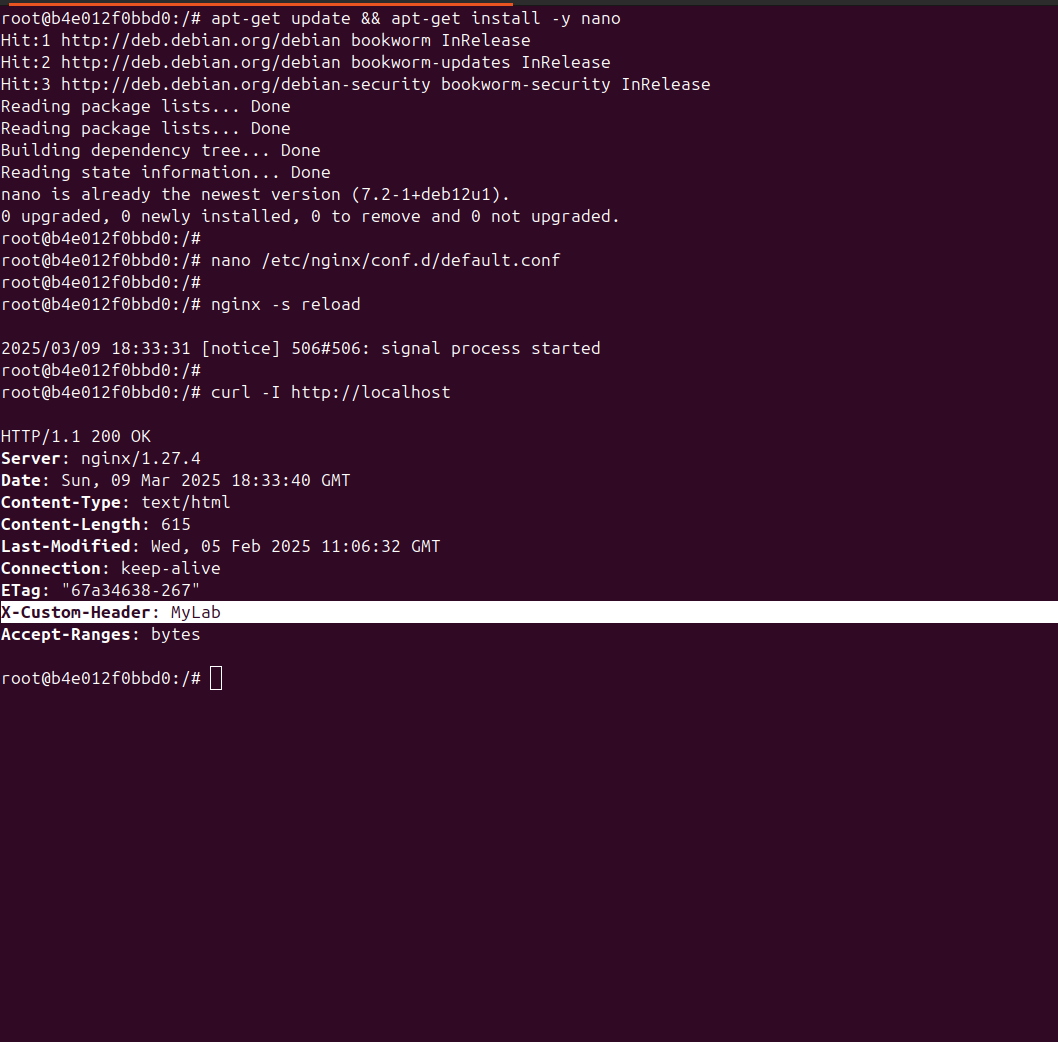 root@b4e012f0bbd0:/# apt-get update && apt-get install -y nano
Hit:1 http://deb.debian.org/debian bookworm InRelease
Hit:2 http://deb.debian.org/debian bookworm-updates InRelease
Hit:3 http://deb.debian.org/debian-security bookworm-security InRelease
Reading package lists... Done
Reading package lists... Done
Building dependency tree... Done
Reading state information... Done
nano is already the newest version (7.2-1+deb12u1).
0 upgraded, 0 newly installed, 0 to remove and 0 not upgraded.
root@b4e012f0bbd0:/#
root@b4e012f0bbd0:/# nano /etc/nginx/conf.d/default.conf
root@b4e012f0bbd0:/#
root@b4e012f0bbd0:/# nginx -s reload
2025/03/09 18:33:31 [notice] 506#506: signal process started
root@b4e012f0bbd0:/#
root@b4e012f0bbd0:/# curl -I http://localhost
HTTP/1.1 200 OK
Server: nginx/1.27.4
Date: Sun, 09 Mar 2025 18:33:40 GMT
Content-Type: text/html
Content-Length: 615
Last-Modified: Wed, 05 Feb 2025 11:06:32 GMT
Connection: keep-alive
ETag: "67a34638-267"
X-Custom-Header: MyLab
Accept-Ranges: bytes
root@b4e012f0bbd0:/#